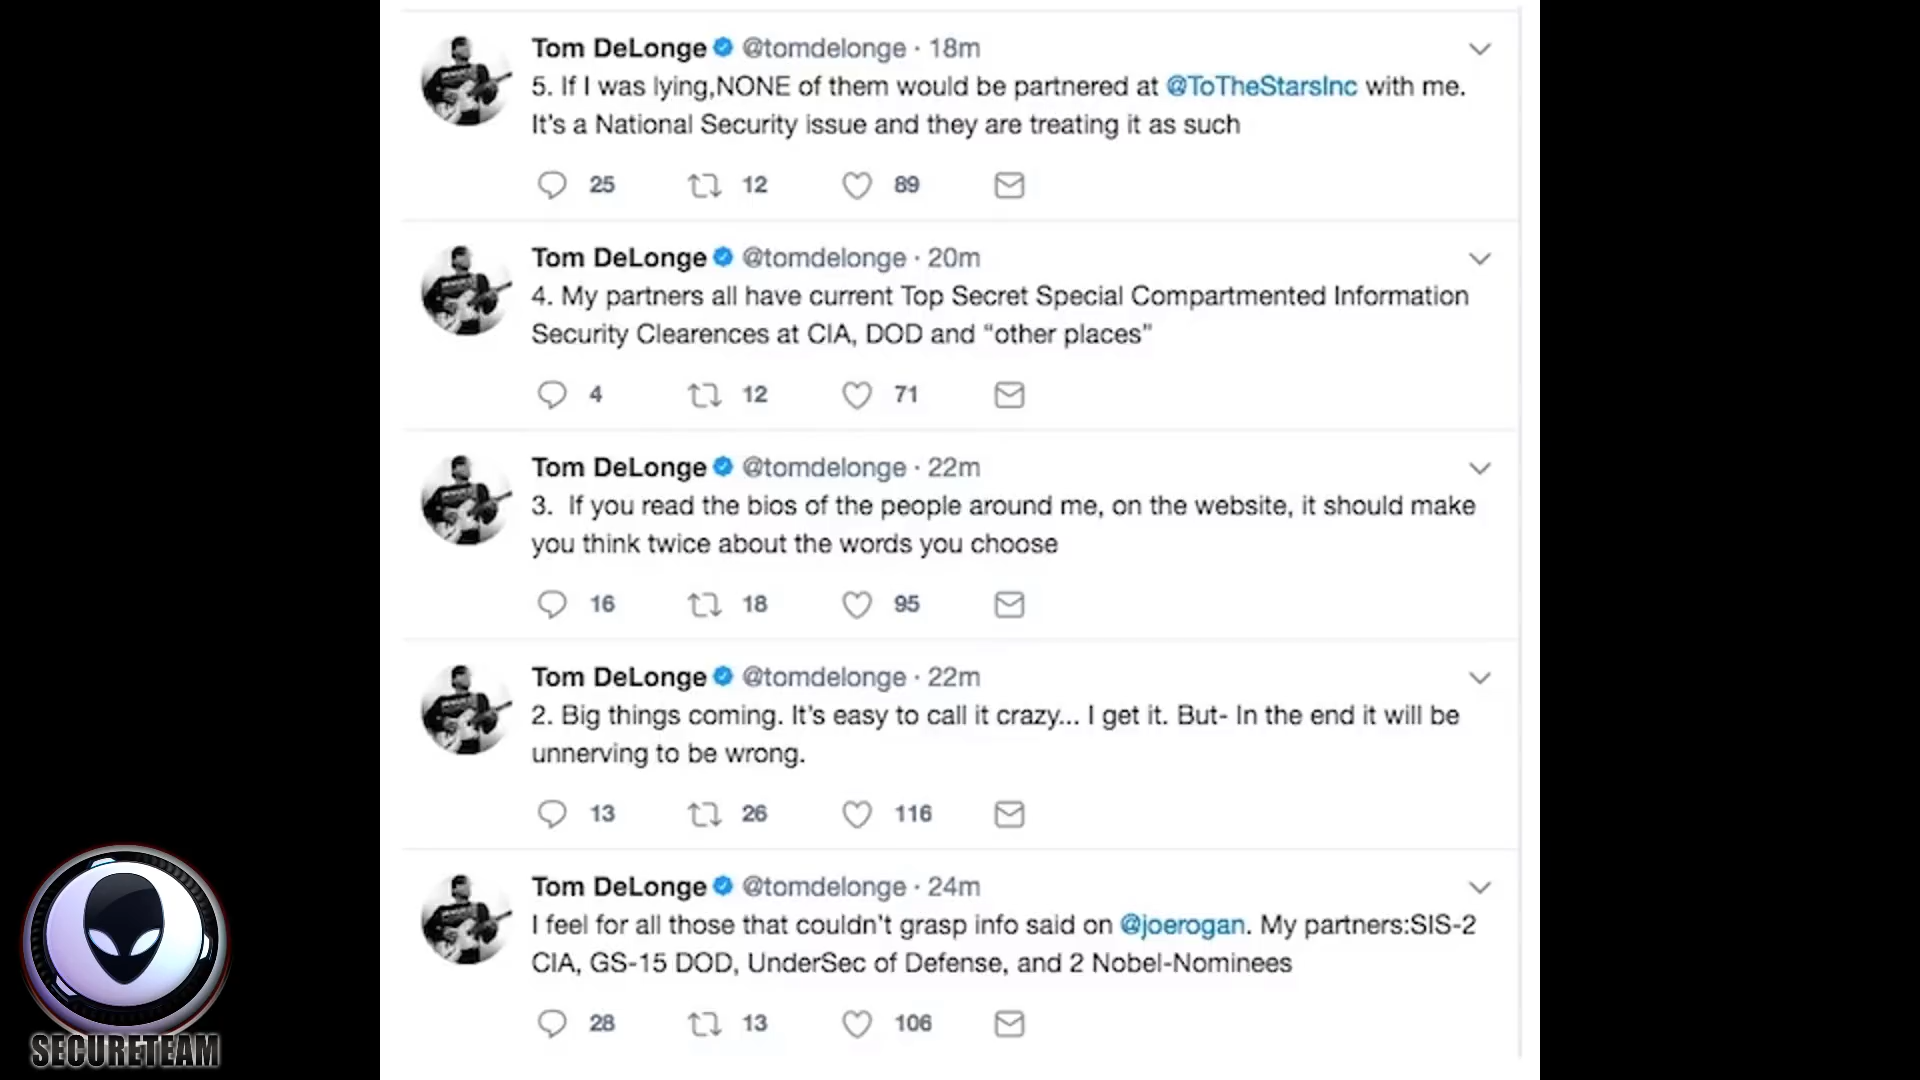 Tom DeLonge @tomdelonge · 18m
5. If I was lying,NONE of them would be partnered at @ToTheStarsInc with me.
It's a National Security issue and they are treating it as such
25 12 89
Tom DeLonge @tomdelonge · 20m
4. My partners all have current Top Secret Special Compartmented Information
Security Clearences at CIA, DOD and “other places”
4 12 71
Tom DeLonge @tomdelonge · 22m
3.  If you read the bios of the people around me, on the website, it should make
you think twice about the words you choose
16 18 95
Tom DeLonge @tomdelonge · 22m
2. Big things coming. It's easy to call it crazy... I get it. But- In the end it will be
unnerving to be wrong.
13 26 116
Tom DeLonge @tomdelonge · 24m
I feel for all those that couldn't grasp info said on @joerogan. My partners:SIS-2
CIA, GS-15 DOD, UnderSec of Defense, and 2 Nobel-Nominees
28 13 106
SECURETEAM